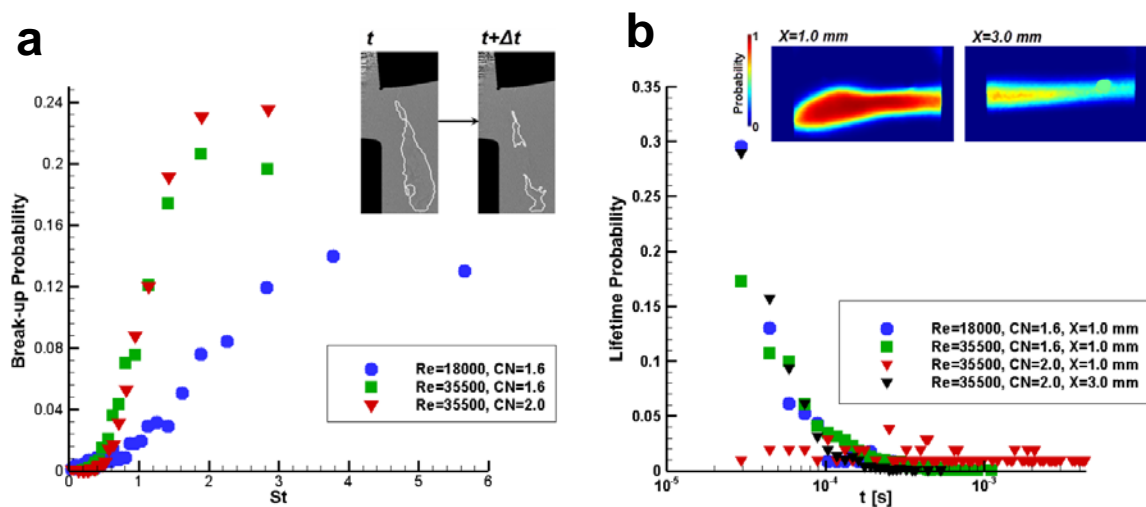 a
t
t+Δt
Break-up Probability
0.24
0.2
0.16
0.12
0.08
0.04
0
0
1
2
3
4
5
6
St
Re=18000, CN=1.6
Re=35500, CN=1.6
Re=35500, CN=2.0
b
X=1.0 mm
X=3.0 mm
1
Probability
0
Lifetime Probability
0.35
0.3
0.25
0.2
0.15
0.1
0.05
0
10-5
10-4
10-3
t [s]
Re=18000, CN=1.6, X=1.0 mm
Re=35500, CN=1.6, X=1.0 mm
Re=35500, CN=2.0, X=1.0 mm
Re=35500, CN=2.0, X=3.0 mm